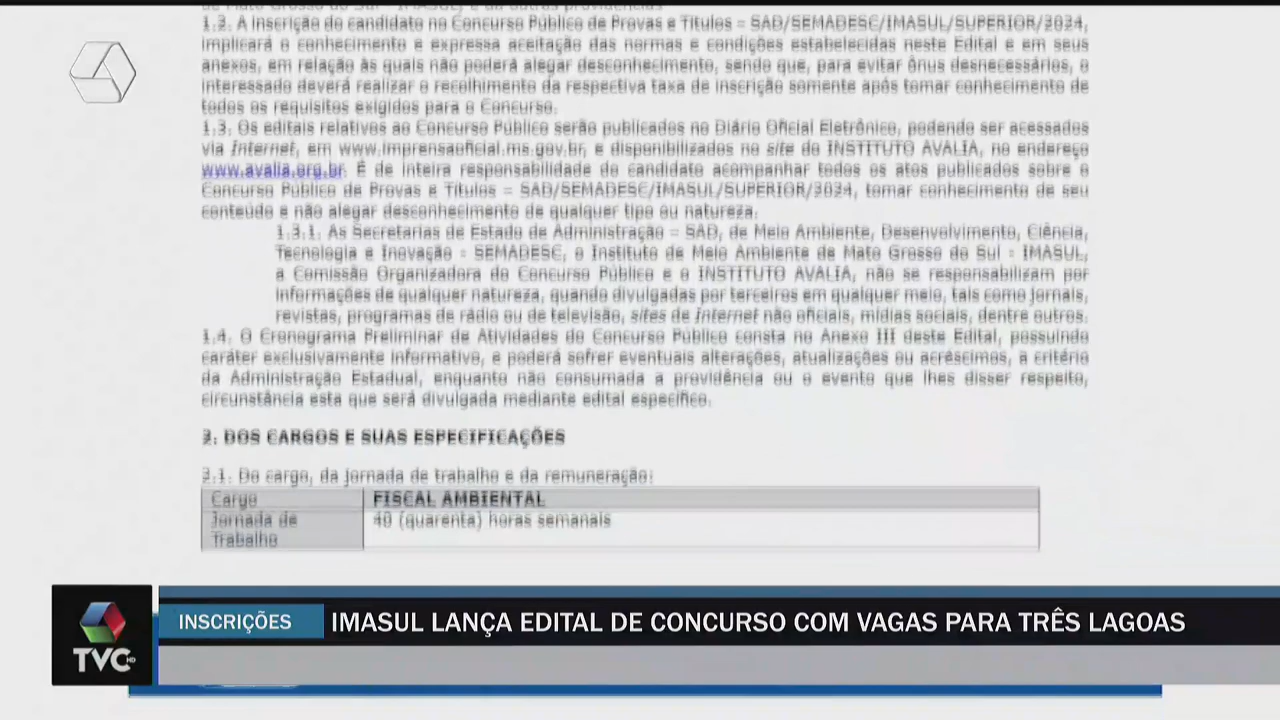 de Mato Grosso do Sul - IMASUL, e dá outras providências
1.2. A inscrição do candidato no Concurso Público de Provas e Títulos – SAD/SEMADESC/IMASUL/SUPERIOR/2024,
implicará o conhecimento e expressa aceitação das normas e condições estabelecidas neste Edital e em seus
anexos, em relação às quais não poderá alegar desconhecimento, sendo que, para evitar ônus desnecessários, o
interessado deverá realizar o recolhimento da respectiva taxa de inscrição somente após tomar conhecimento de
todos os requisitos exigidos para o Concurso.
1.3. Os editais relativos ao Concurso Público serão publicados no Diário Oficial Eletrônico, podendo ser acessados
via Internet, em www.imprensaoficial.ms.gov.br, e disponibilizados no site do INSTITUTO AVALIA, no endereço
www.avalia.org.br. É de inteira responsabilidade do candidato acompanhar todos os atos publicados sobre o
Concurso Público de Provas e Títulos – SAD/SEMADESC/IMASUL/SUPERIOR/2024, tomar conhecimento de seu
conteúdo e não alegar desconhecimento de qualquer tipo ou natureza.
1.3.1. As Secretarias de Estado de Administração – SAD, de Meio Ambiente, Desenvolvimento, Ciência,
Tecnologia e Inovação - SEMADESC, o Instituto de Meio Ambiente de Mato Grosso do Sul - IMASUL,
a Comissão Organizadora do Concurso Público e o INSTITUTO AVALIA, não se responsabilizam por
informações de qualquer natureza, quando divulgadas por terceiros em qualquer meio, tais como jornais,
revistas, programas de rádio ou de televisão, sites de Internet não oficiais, mídias sociais, dentre outros.
1.4. O Cronograma Preliminar de Atividades do Concurso Público consta no Anexo III deste Edital, possuindo
caráter exclusivamente informativo, e poderá sofrer eventuais alterações, atualizações ou acréscimos, a critério
da Administração Estadual, enquanto não consumada a providência ou o evento que lhes disser respeito,
circunstância esta que será divulgada mediante edital específico.
2. DOS CARGOS E SUAS ESPECIFICAÇÕES
2.1. Do cargo, da jornada de trabalho e da remuneração:
Cargo FISCAL AMBIENTAL
Jornada de 40 (quarenta) horas semanais
Trabalho
INSCRIÇÕES IMASUL LANÇA EDITAL DE CONCURSO COM VAGAS PARA TRÊS LAGOAS
TVC HD